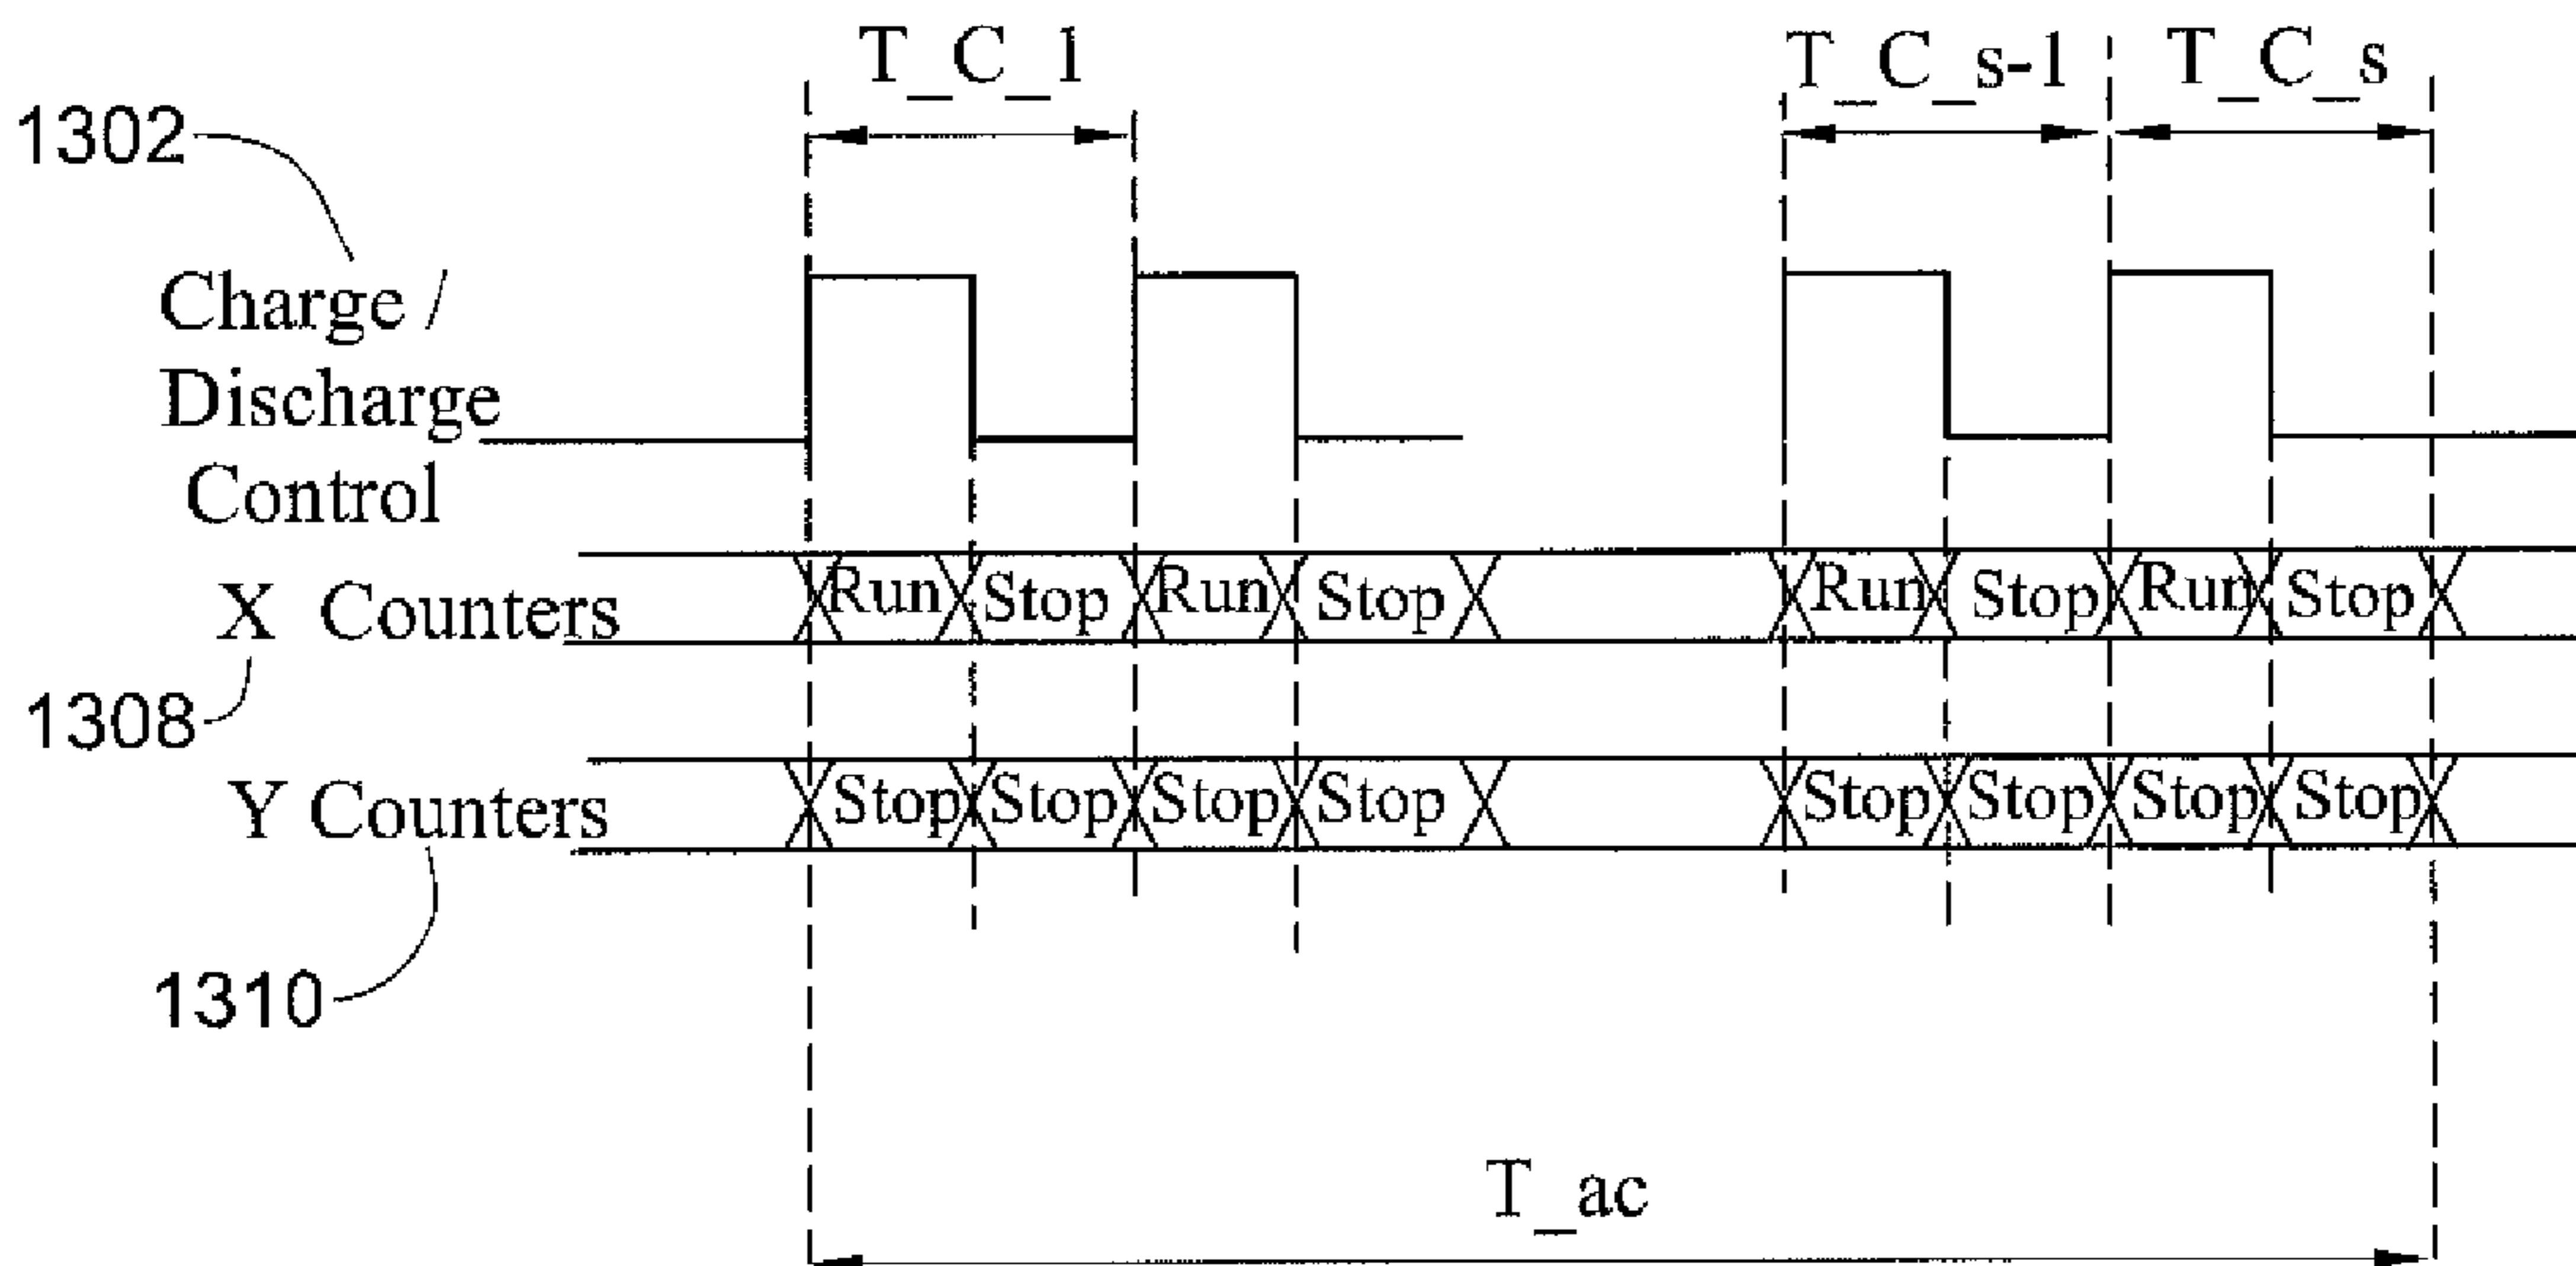 T_C_1
T_C_s-1
T_C_s
1302
Charge /
Discharge
Control
X Counters
Run
Stop
Run
Stop
Run
Stop
Run
Stop
1308
Y Counters
Stop
Stop
Stop
Stop
Stop
Stop
Stop
Stop
1310
T_ac